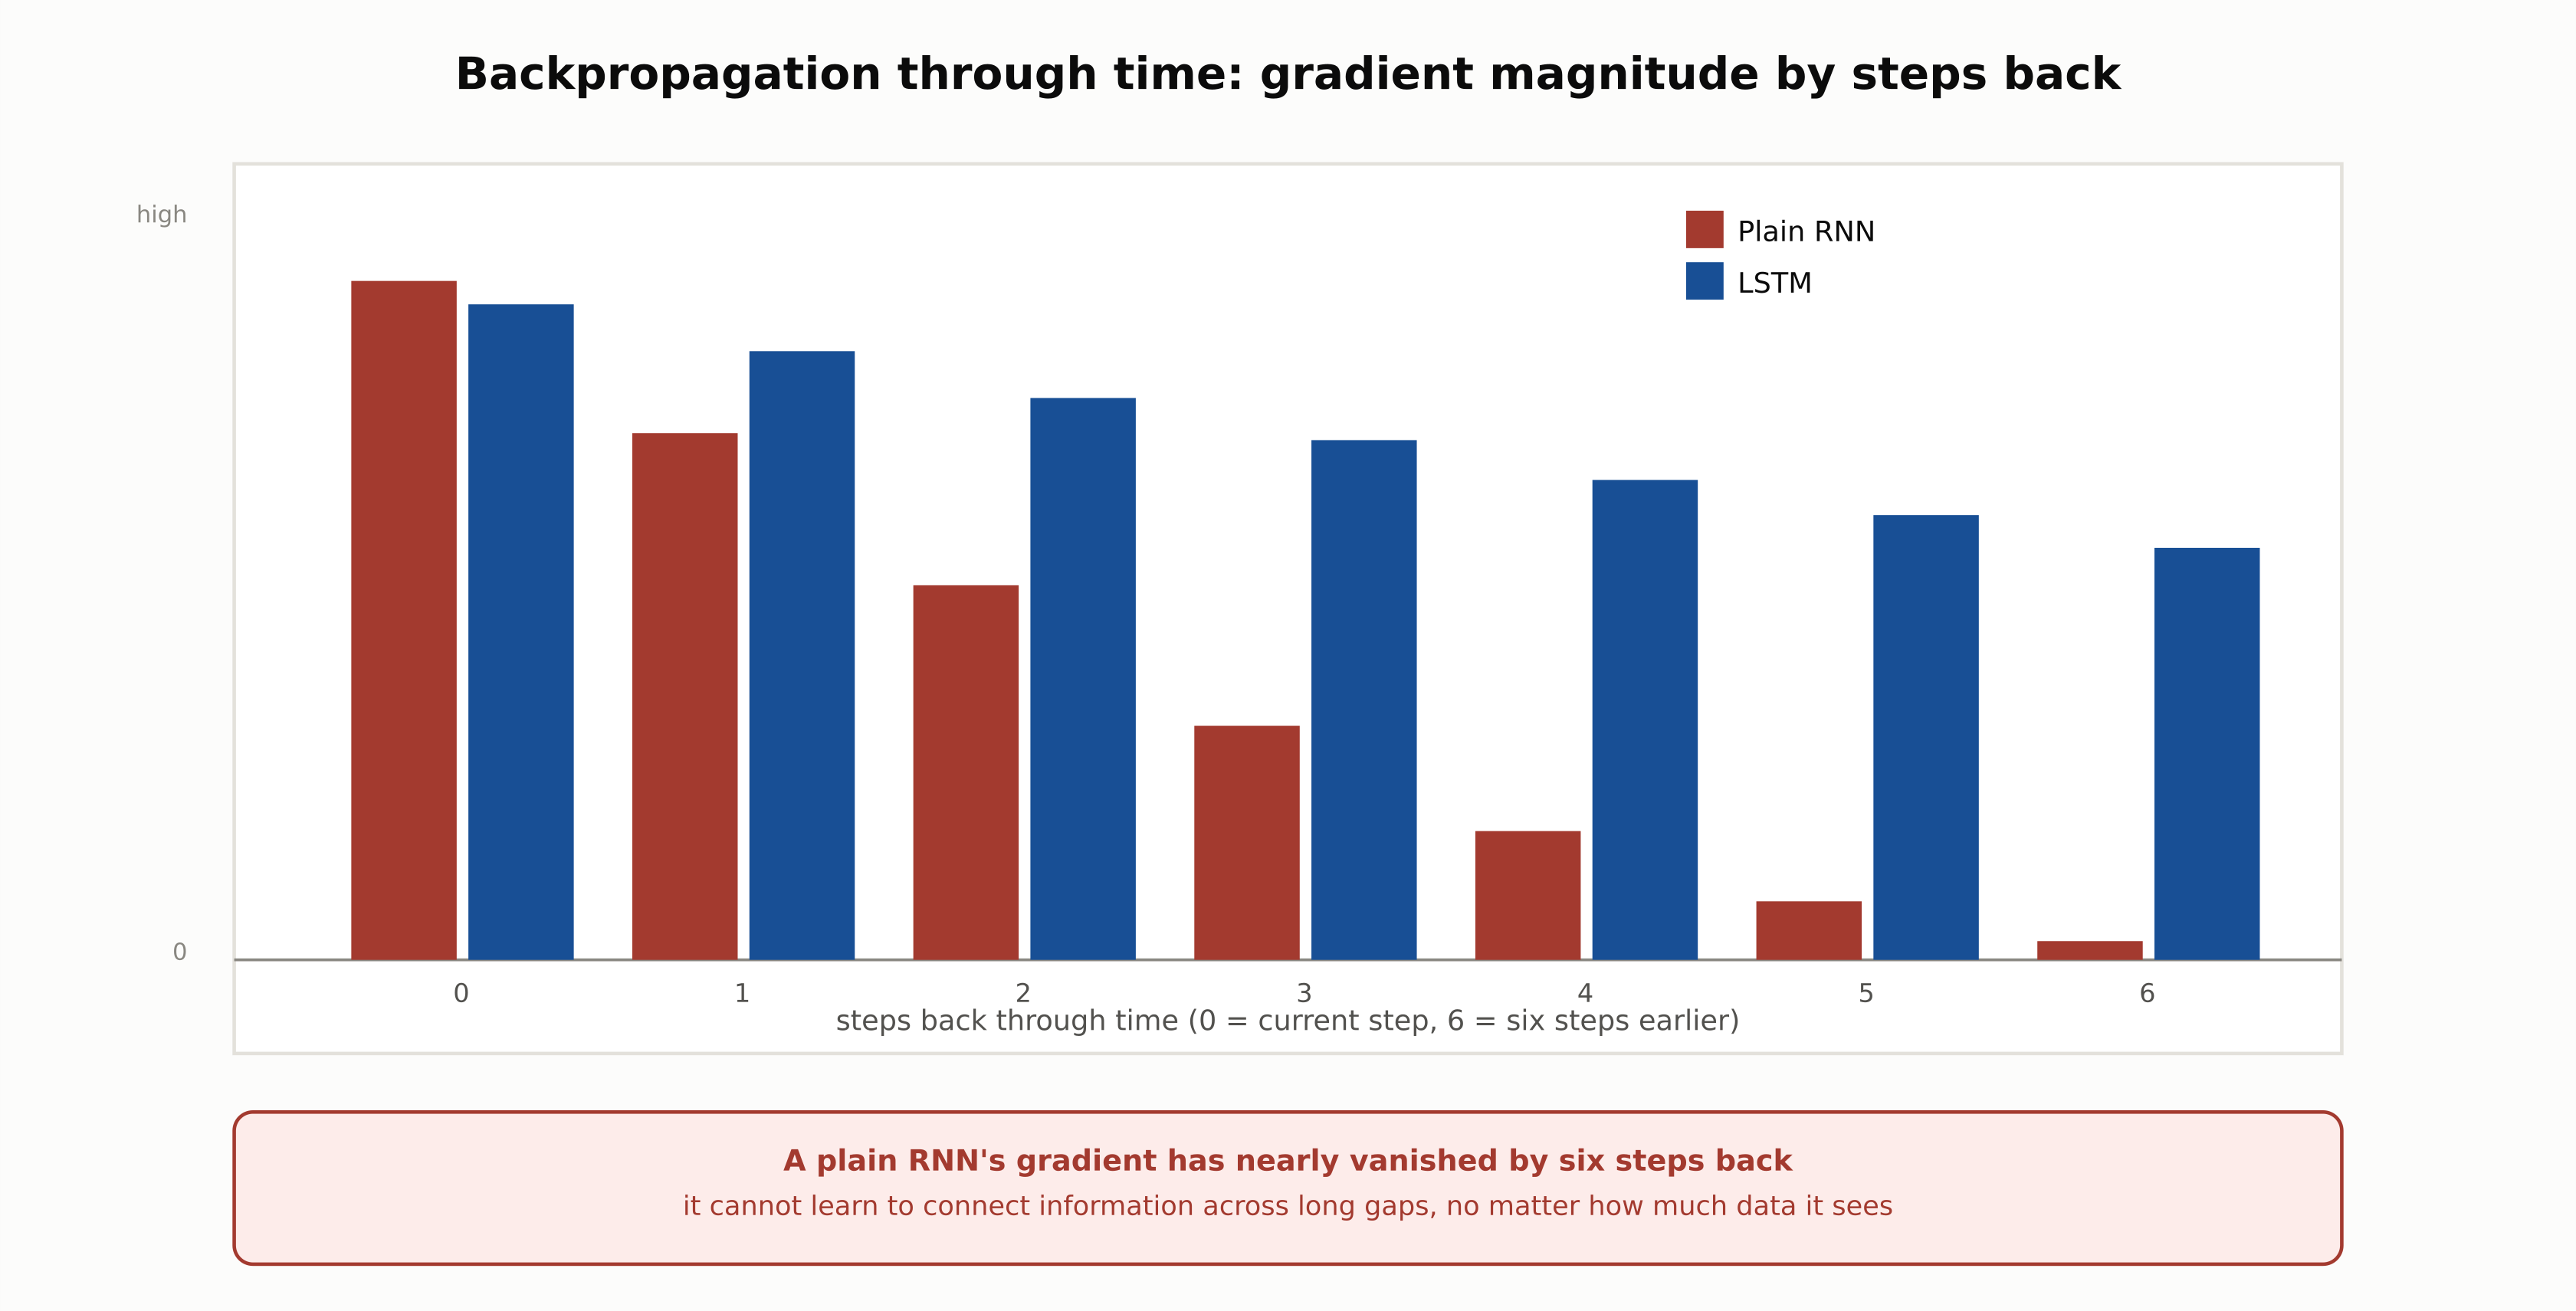 Backpropagation through time: gradient magnitude by steps back
high
Plain RNN
LSTM
0
0 1 2 3 4 5 6
steps back through time (0 = current step, 6 = six steps earlier)
A plain RNN's gradient has nearly vanished by six steps back
it cannot learn to connect information across long gaps, no matter how much data it sees